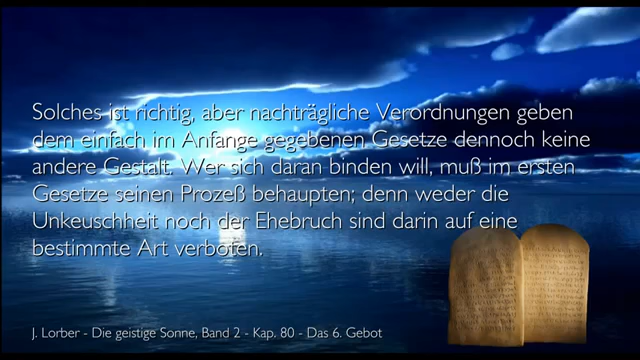 Solches ist richtig, aber nachträgliche Verordnungen geben
dem einfach im Anfange gegebenen Gesetze dennoch keine
andere Gestalt. Wer sich daran binden will, muß im ersten
Gesetze seinen Prozeß behaupten; denn weder die
Unkeuschheit noch der Ehebruch sind darin auf eine
bestimmte Art verboten.
J. Lorber - Die geistige Sonne, Band 2 - Kap. 80 - Das 6. Gebot